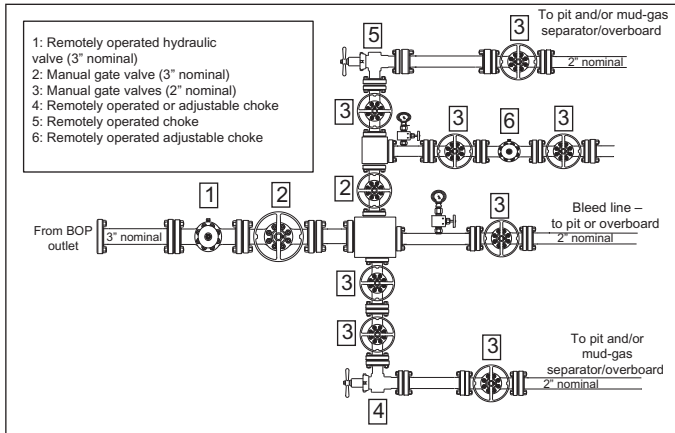 1: Remotely operated hydraulic
valve (3” nominal)
2: Manual gate valve (3” nominal)
3: Manual gate valves (2” nominal)
4: Remotely operated or adjustable choke
5: Remotely operated choke
6: Remotely operated adjustable choke
5
3
To pit and/or mud-gas
separator/overboard
2” nominal
3
3
6
3
2
1
2
From BOP
outlet
3” nominal
3
Bleed line –
to pit or overboard
2” nominal
3
3
3
To pit and/or
mud-gas
separator/overboard
2” nominal
4